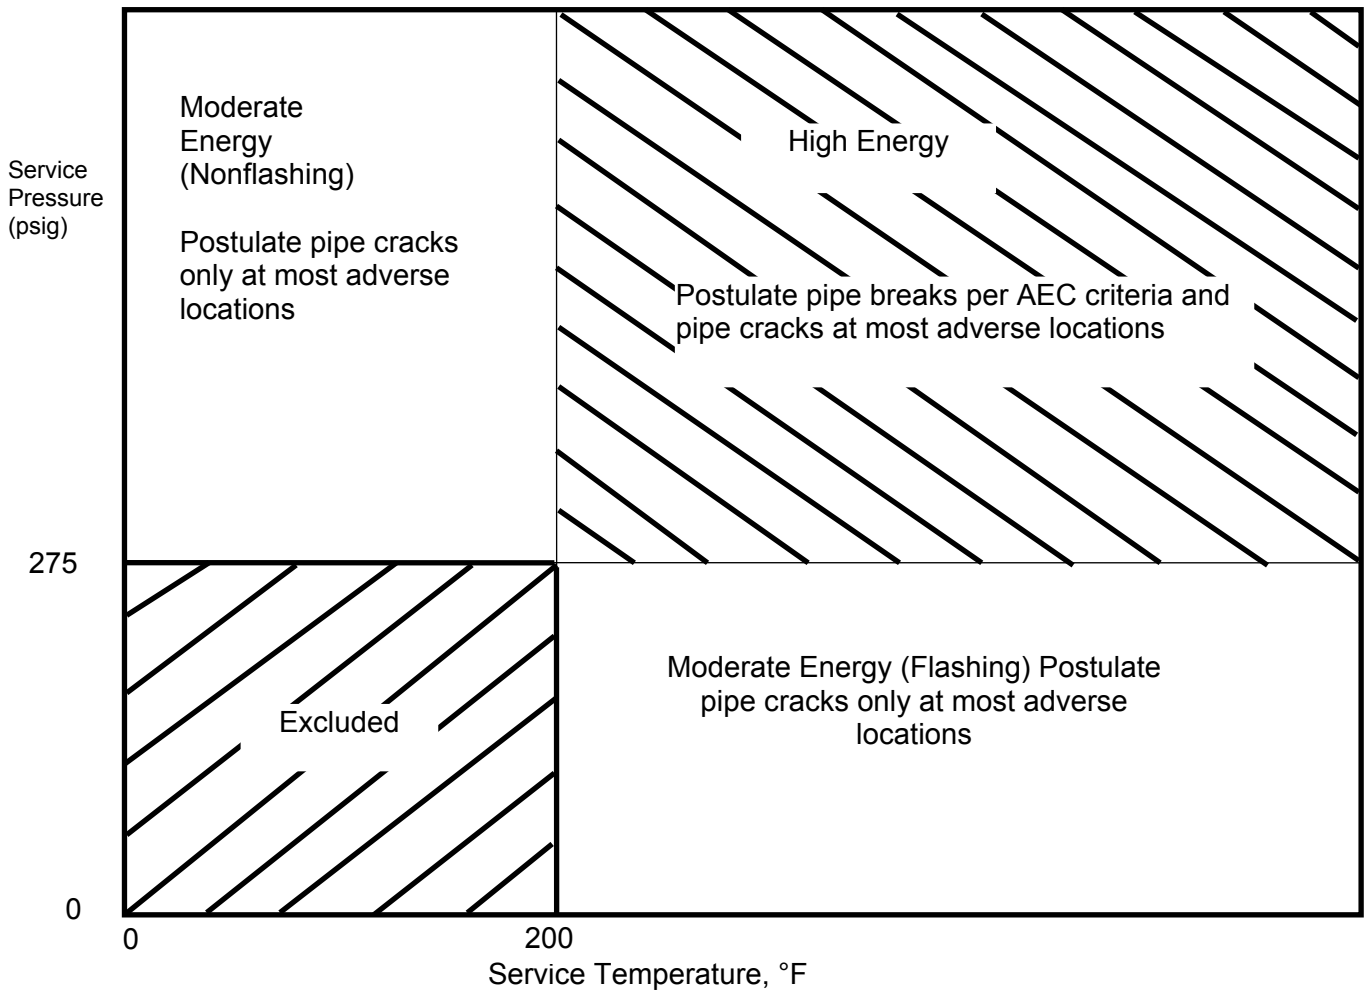 Moderate
Energy
(Nonflashing)
Postulate pipe cracks
only at most adverse
locations
High Energy
Postulate pipe breaks per AEC criteria and
pipe cracks at most adverse locations
Service
Pressure
(psig)
275
Excluded
Moderate Energy (Flashing) Postulate
pipe cracks only at most adverse
locations
0
0
200
Service Temperature, °F